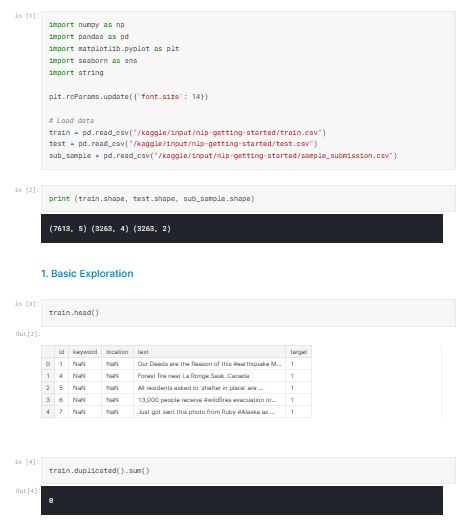 In [1]:
import numpy as np
import pandas as pd
import matplotlib.pyplot as plt
import seaborn as sns
import string
plt.rcParams.update({'font.size': 14})
# Load data
train = pd.read_csv("/kaggle/input/nlp-getting-started/train.csv")
test = pd.read_csv("/kaggle/input/nlp-getting-started/test.csv")
sub_sample = pd.read_csv("/kaggle/input/nlp-getting-started/sample_submission.csv")
In [2]:
print (train.shape, test.shape, sub_sample.shape)
(7613, 5) (3263, 4) (3263, 2)
1. Basic Exploration
In [3]:
train.head()
Out[3]:
id keyword location text target
0 1 NaN NaN Our Deeds are the Reason of this #earthquake M... 1
1 4 NaN NaN Forest fire near La Ronge Sask. Canada 1
2 5 NaN NaN All residents asked to 'shelter in place' are ... 1
3 6 NaN NaN 13,000 people receive #wildfires evacuation or... 1
4 7 NaN NaN Just got sent this photo from Ruby #Alaska as ... 1
In [4]:
train.duplicated().sum()
Out[4]:
0